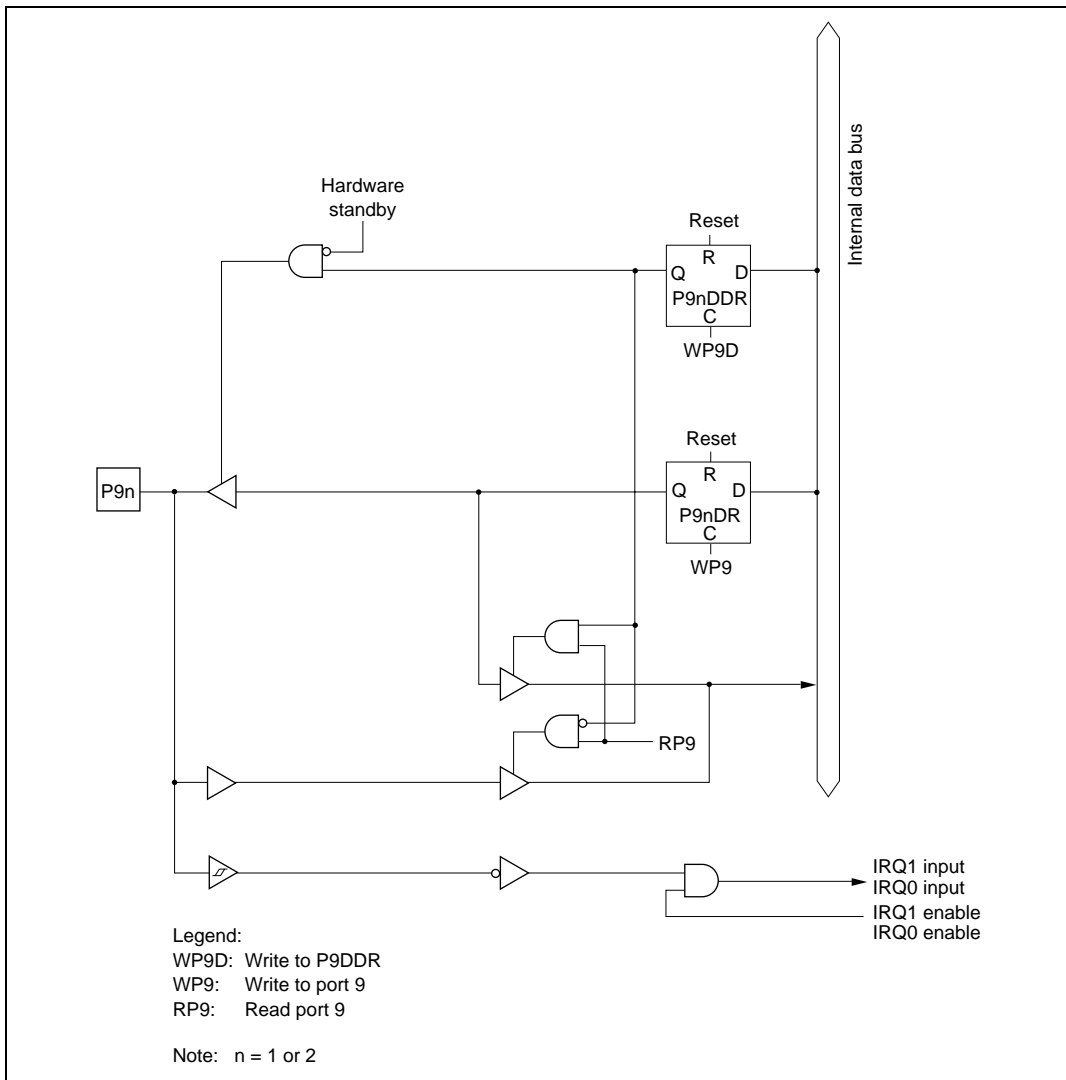 Hardware
standby
Reset
R
Q D
P9nDDR
C
WP9D
Internal data bus
Reset
R
P9n
Q D
P9nDR
C
WP9
RP9
IRQ1 input
IRQ0 input
IRQ1 enable
IRQ0 enable
Legend:
WP9D: Write to P9DDR
WP9: Write to port 9
RP9: Read port 9
Note: n = 1 or 2